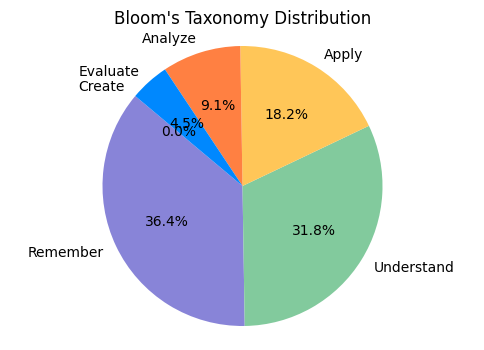 Bloom's Taxonomy Distribution
Analyze
Apply
Evaluate
Create
9.1%
18.2%
4.5%
0.0%
36.4%
31.8%
Remember
Understand